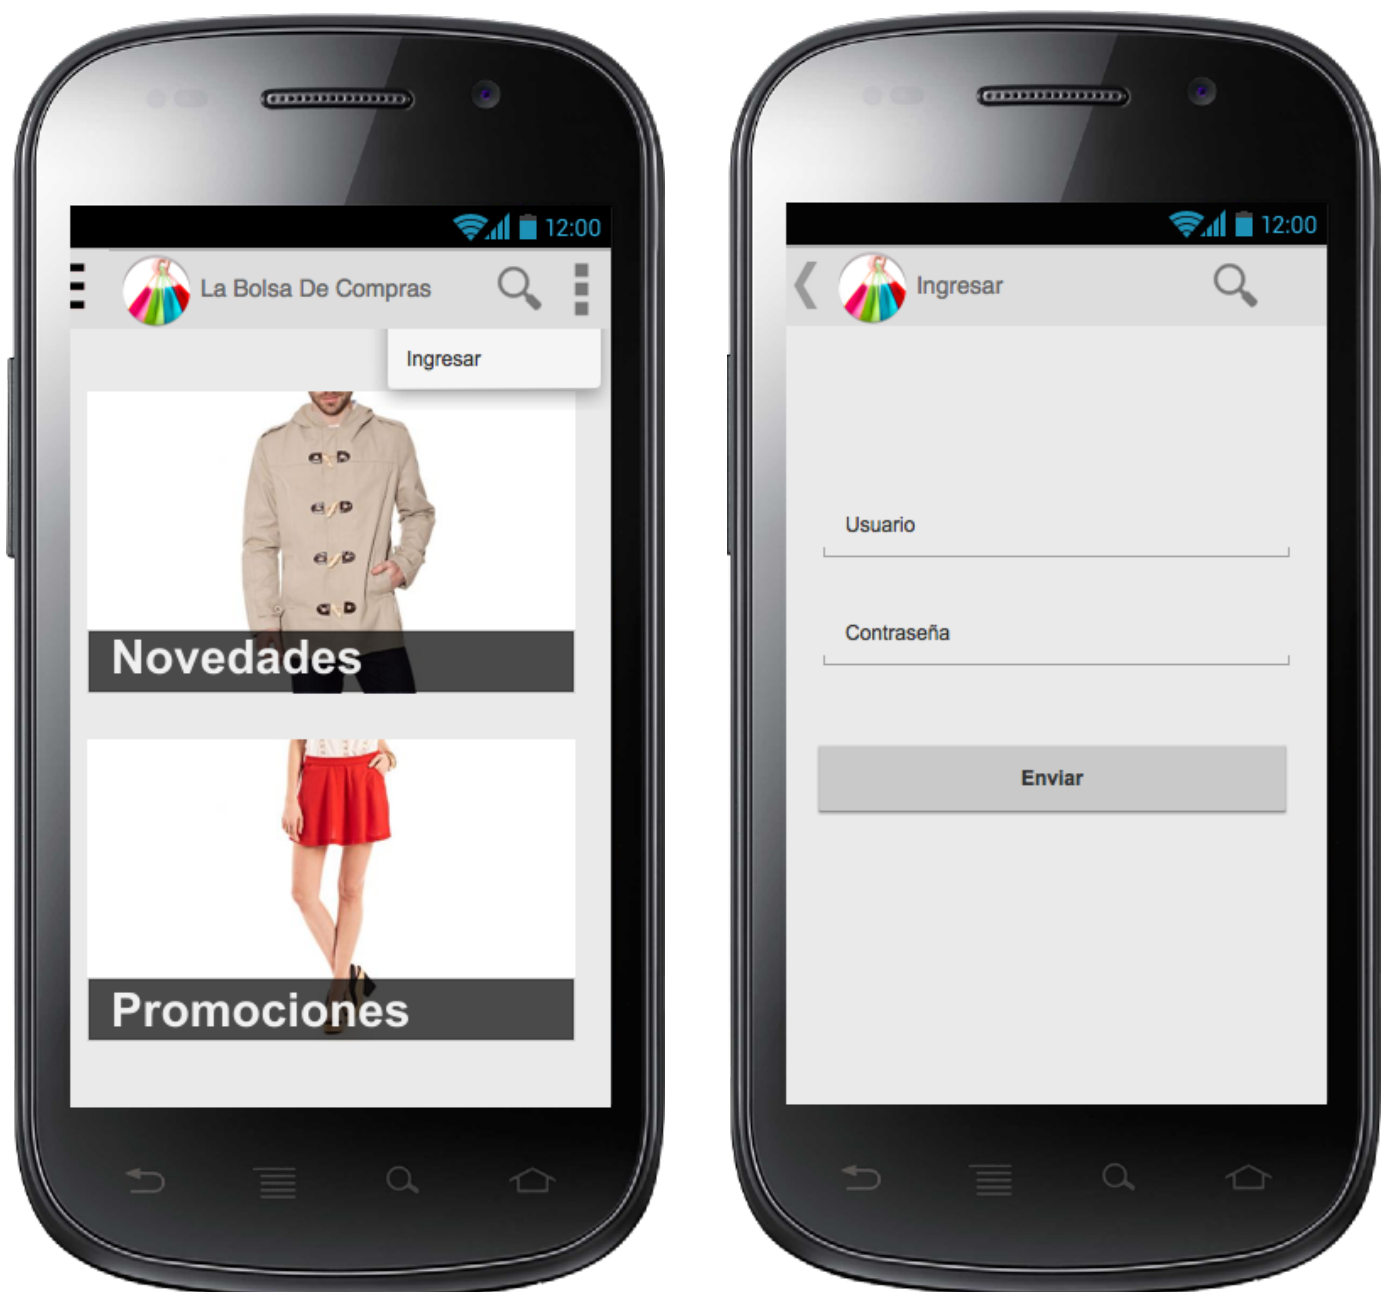 12:00
La Bolsa De Compras
Ingresar
Novedades
Promociones
12:00
Ingresar
Usuario
Contraseña
Enviar